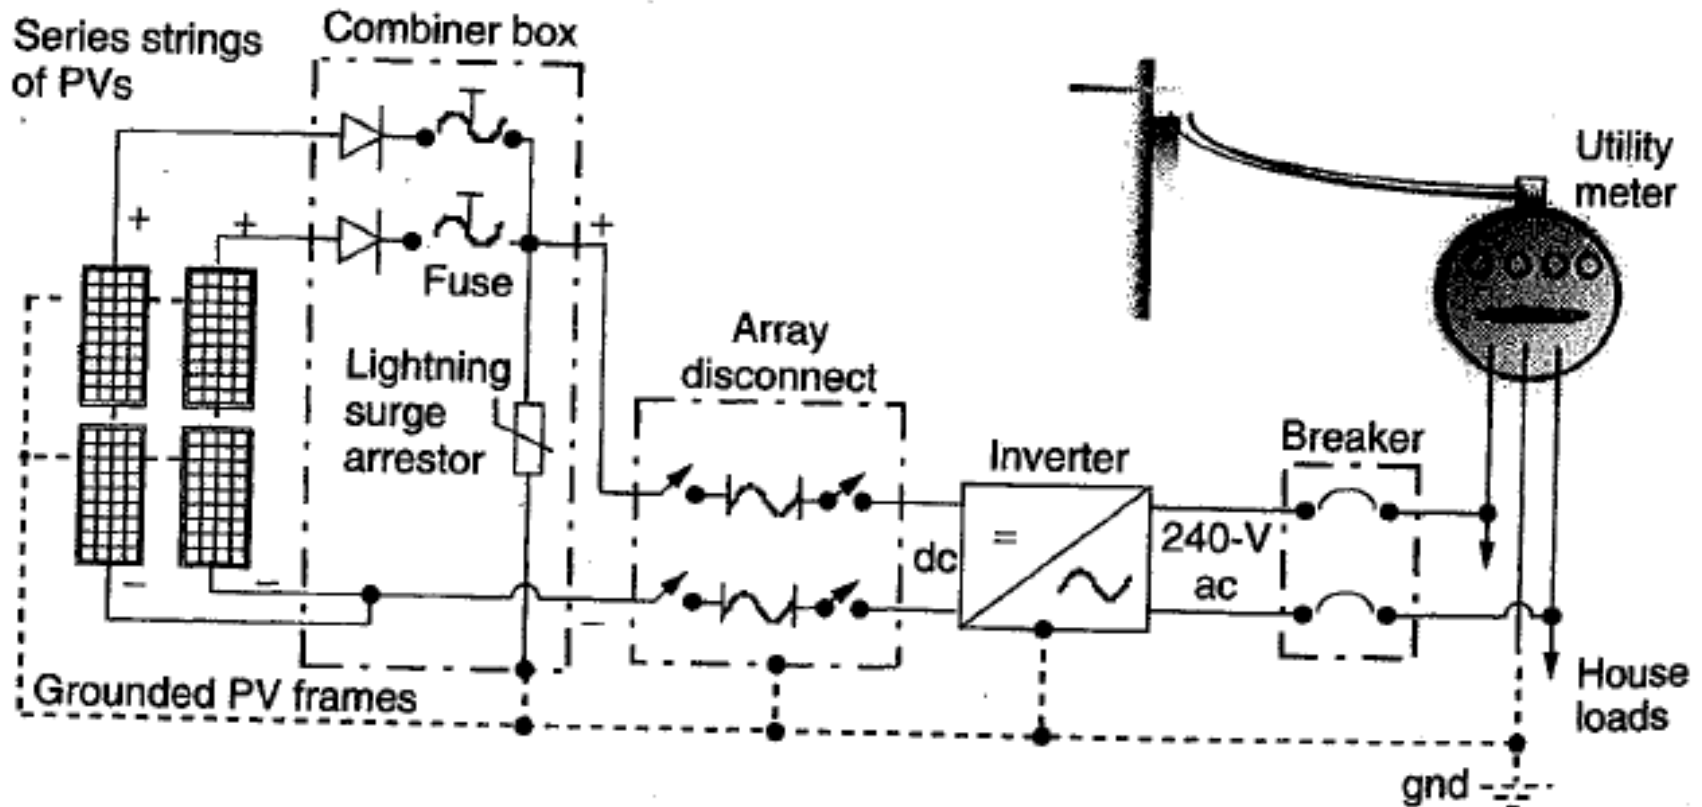 Series strings
of PVs
Combiner box
+
+
+
Fuse
Lightning
surge
arrestor
Array
disconnect
Utility
meter
Inverter
Breaker
=
dc
240-V
ac
−
−
−
House
loads
Grounded PV frames
gnd